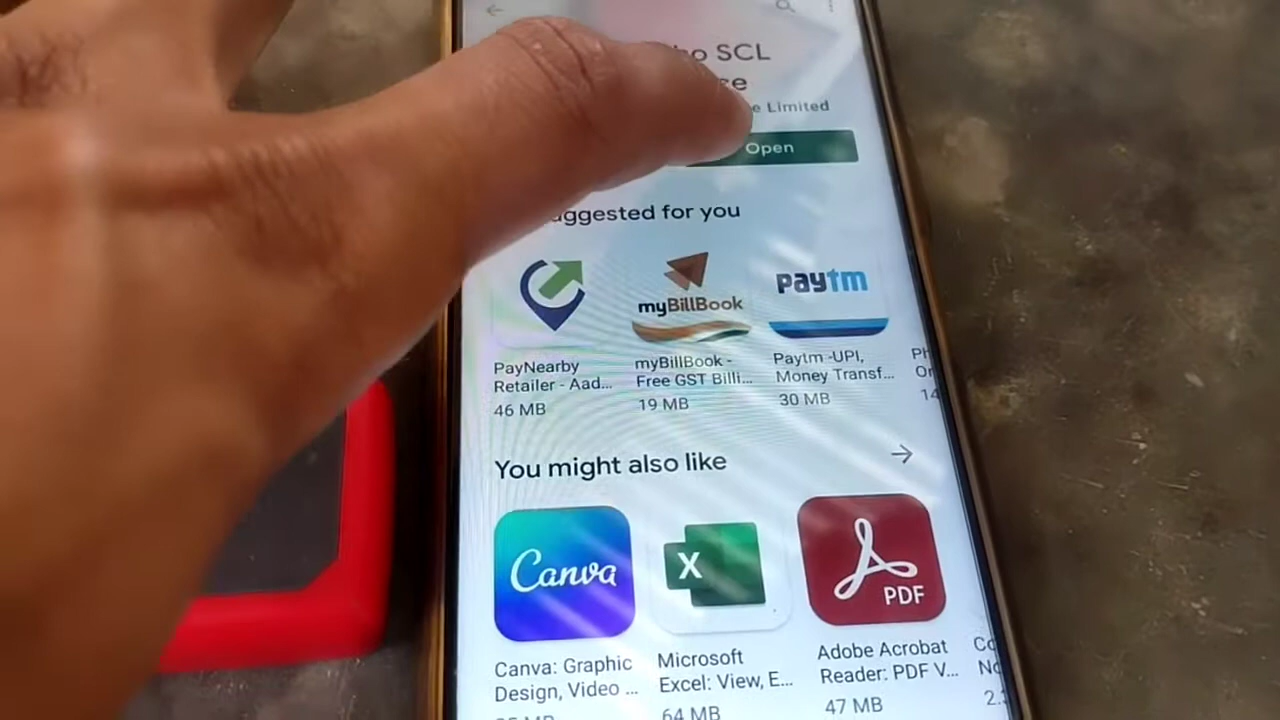 SCL
Limited
Open
uggested for you
myBillBook
paytm
PayNearby
Retailer - Aad...
46 MB
myBillBook -
Free GST Billi...
19 MB
Paytm -UPI,
Money Transf...
30 MB
You might also like
Canva
X
PDF
Canva: Graphic
Design, Video ...
Microsoft
Excel: View, E...
64 MB
Adobe Acrobat
Reader: PDF V...
47 MB